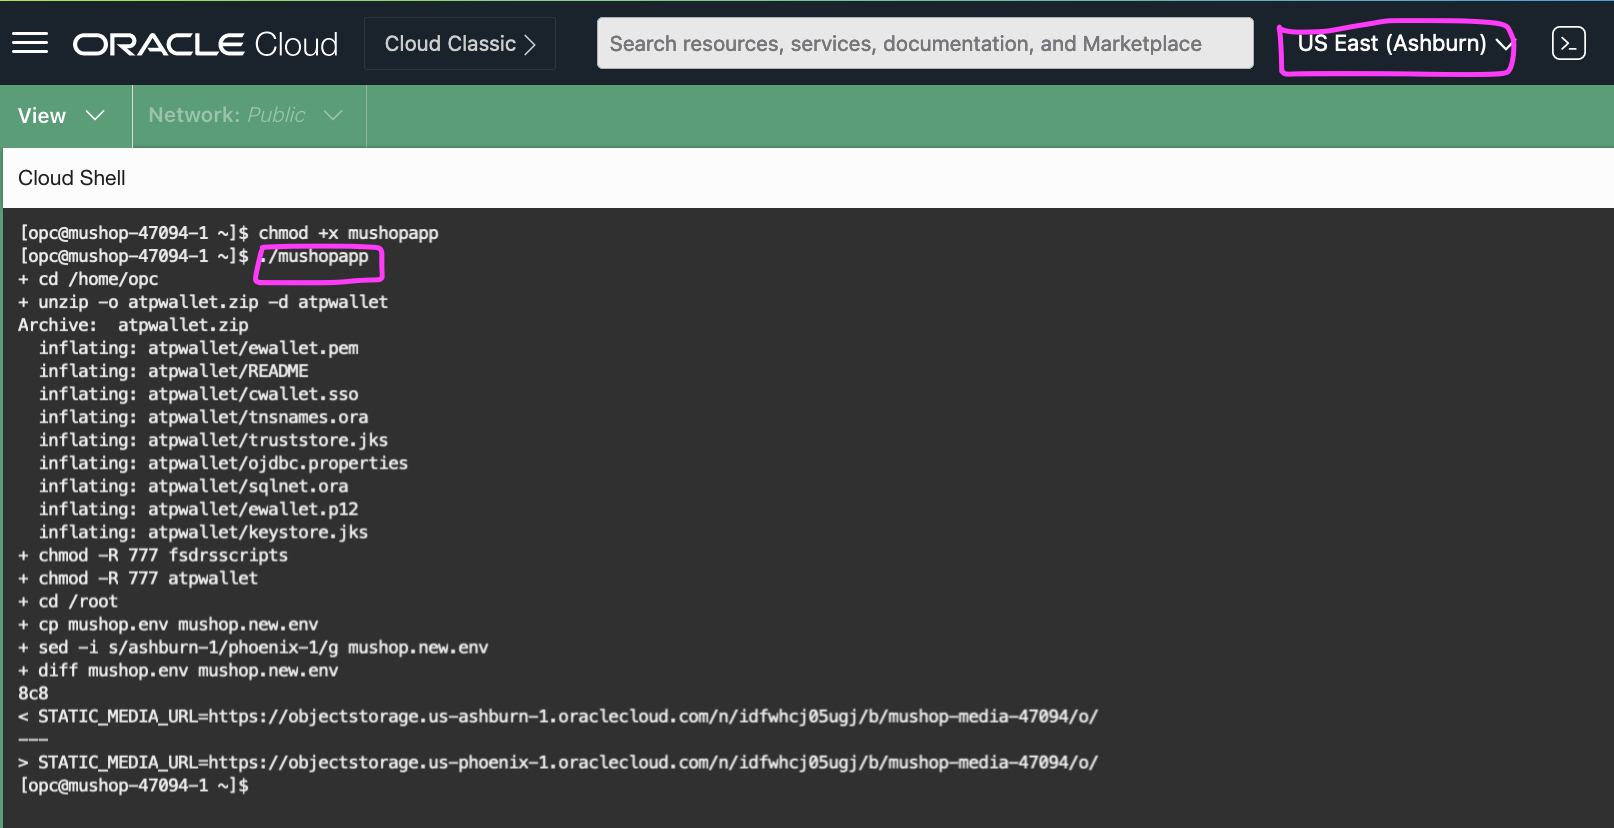 ORACLE Cloud
Cloud Classic
Search resources, services, documentation, and Marketplace
US East (Ashburn)
View
Network: Public
Cloud Shell
[opc@mushop-47094-1 ~]$ chmod +x mushopapp
[opc@mushop-47094-1 ~]$ ./mushopapp
+ cd /home/opc
+ unzip -o atpwallet.zip -d atpwallet
Archive:  atpwallet.zip
  inflating: atpwallet/ewallet.pem
  inflating: atpwallet/README
  inflating: atpwallet/cwallet.sso
  inflating: atpwallet/tnsnames.ora
  inflating: atpwallet/truststore.jks
  inflating: atpwallet/ojdbc.properties
  inflating: atpwallet/sqlnet.ora
  inflating: atpwallet/ewallet.p12
  inflating: atpwallet/keystore.jks
+ chmod -R 777 fsdrsscripts
+ chmod -R 777 atpwallet
+ cd /root
+ cp mushop.env mushop.new.env
+ sed -i s/ashburn-1/phoenix-1/g mushop.new.env
+ diff mushop.env mushop.new.env
8c8
< STATIC_MEDIA_URL=https://objectstorage.us-ashburn-1.oraclecloud.com/n/idfwhcj05ugj/b/mushop-media-47094/o/
---
> STATIC_MEDIA_URL=https://objectstorage.us-phoenix-1.oraclecloud.com/n/idfwhcj05ugj/b/mushop-media-47094/o/
[opc@mushop-47094-1 ~]$